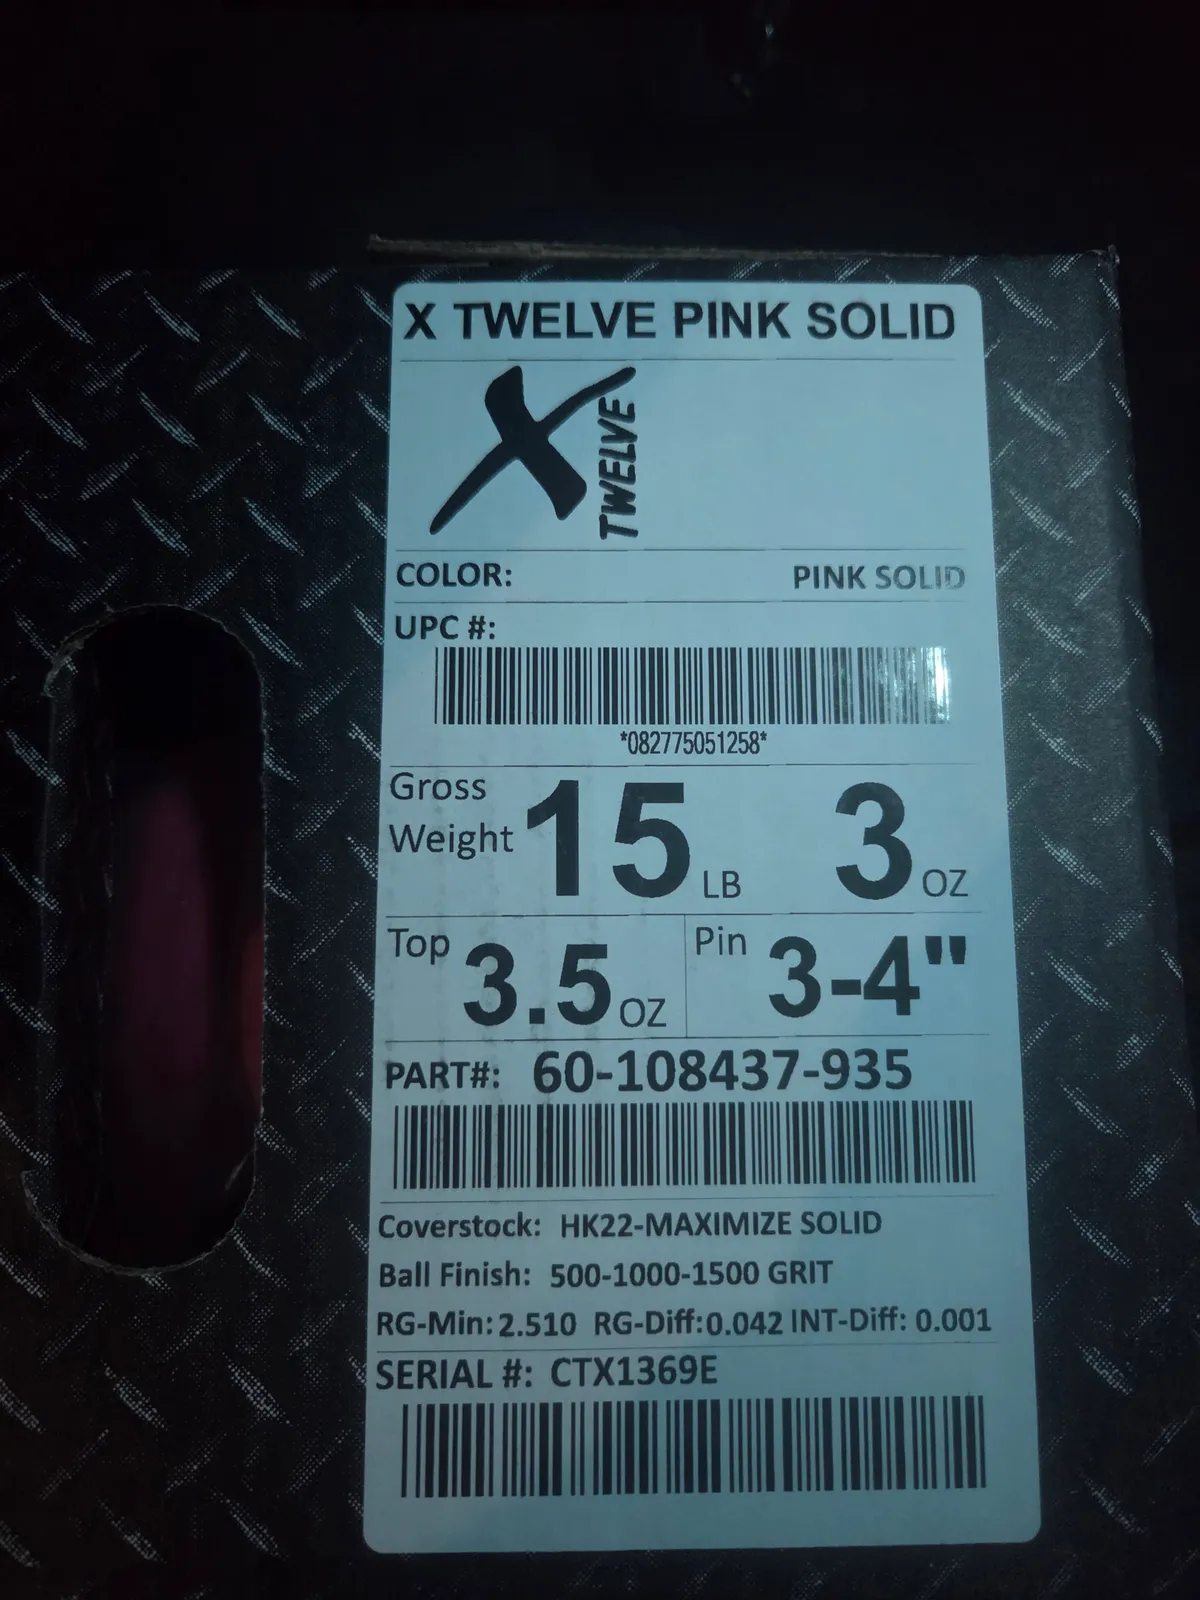 X TWELVE PINK SOLID
X TWELVE
COLOR: PINK SOLID
UPC #:
*082775051258*
Gross Weight 15 LB 3 OZ
Top 3.5 OZ Pin 3-4"
PART#: 60-108437-935
Coverstock: HK22-MAXIMIZE SOLID
Ball Finish: 500-1000-1500 GRIT
RG-Min: 2.510 RG-Diff: 0.042 INT-Diff: 0.001
SERIAL #: CTX1369E